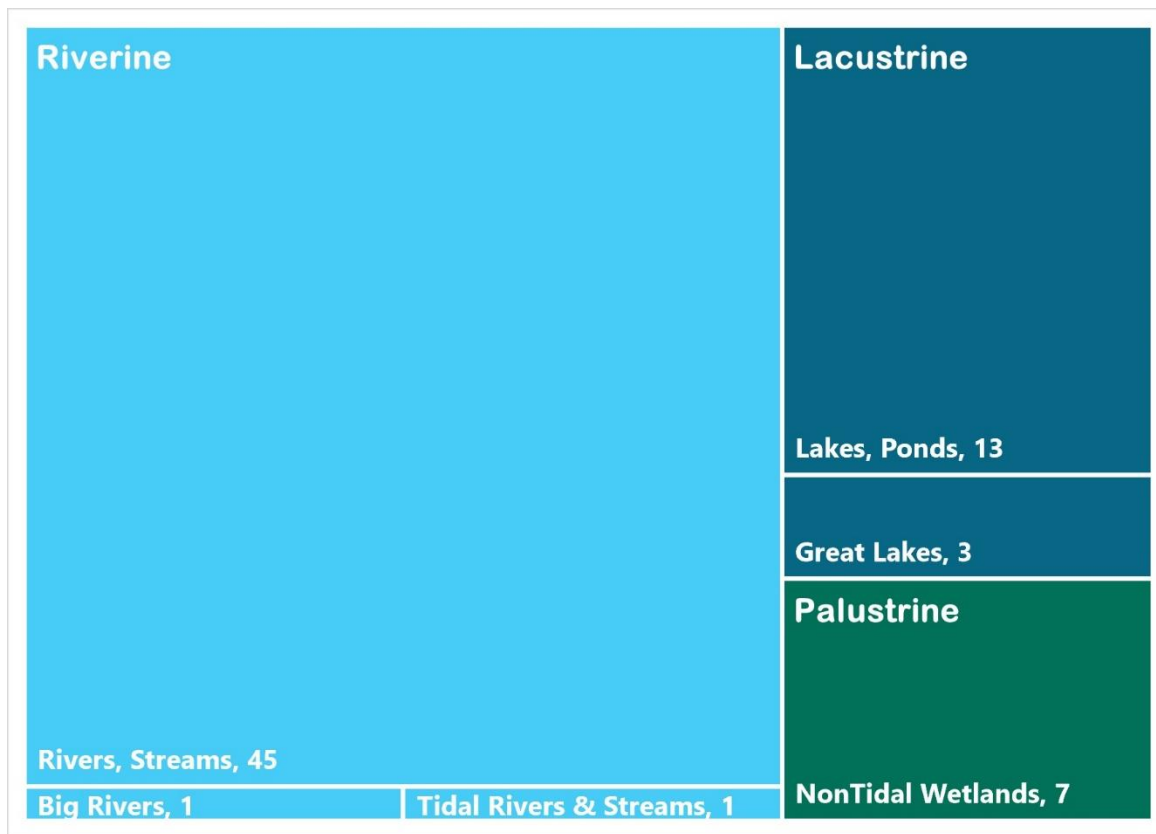 Riverine
Rivers, Streams, 45
Big Rivers, 1
Tidal Rivers & Streams, 1
Lacustrine
Lakes, Ponds, 13
Great Lakes, 3
Palustrine
NonTidal Wetlands, 7